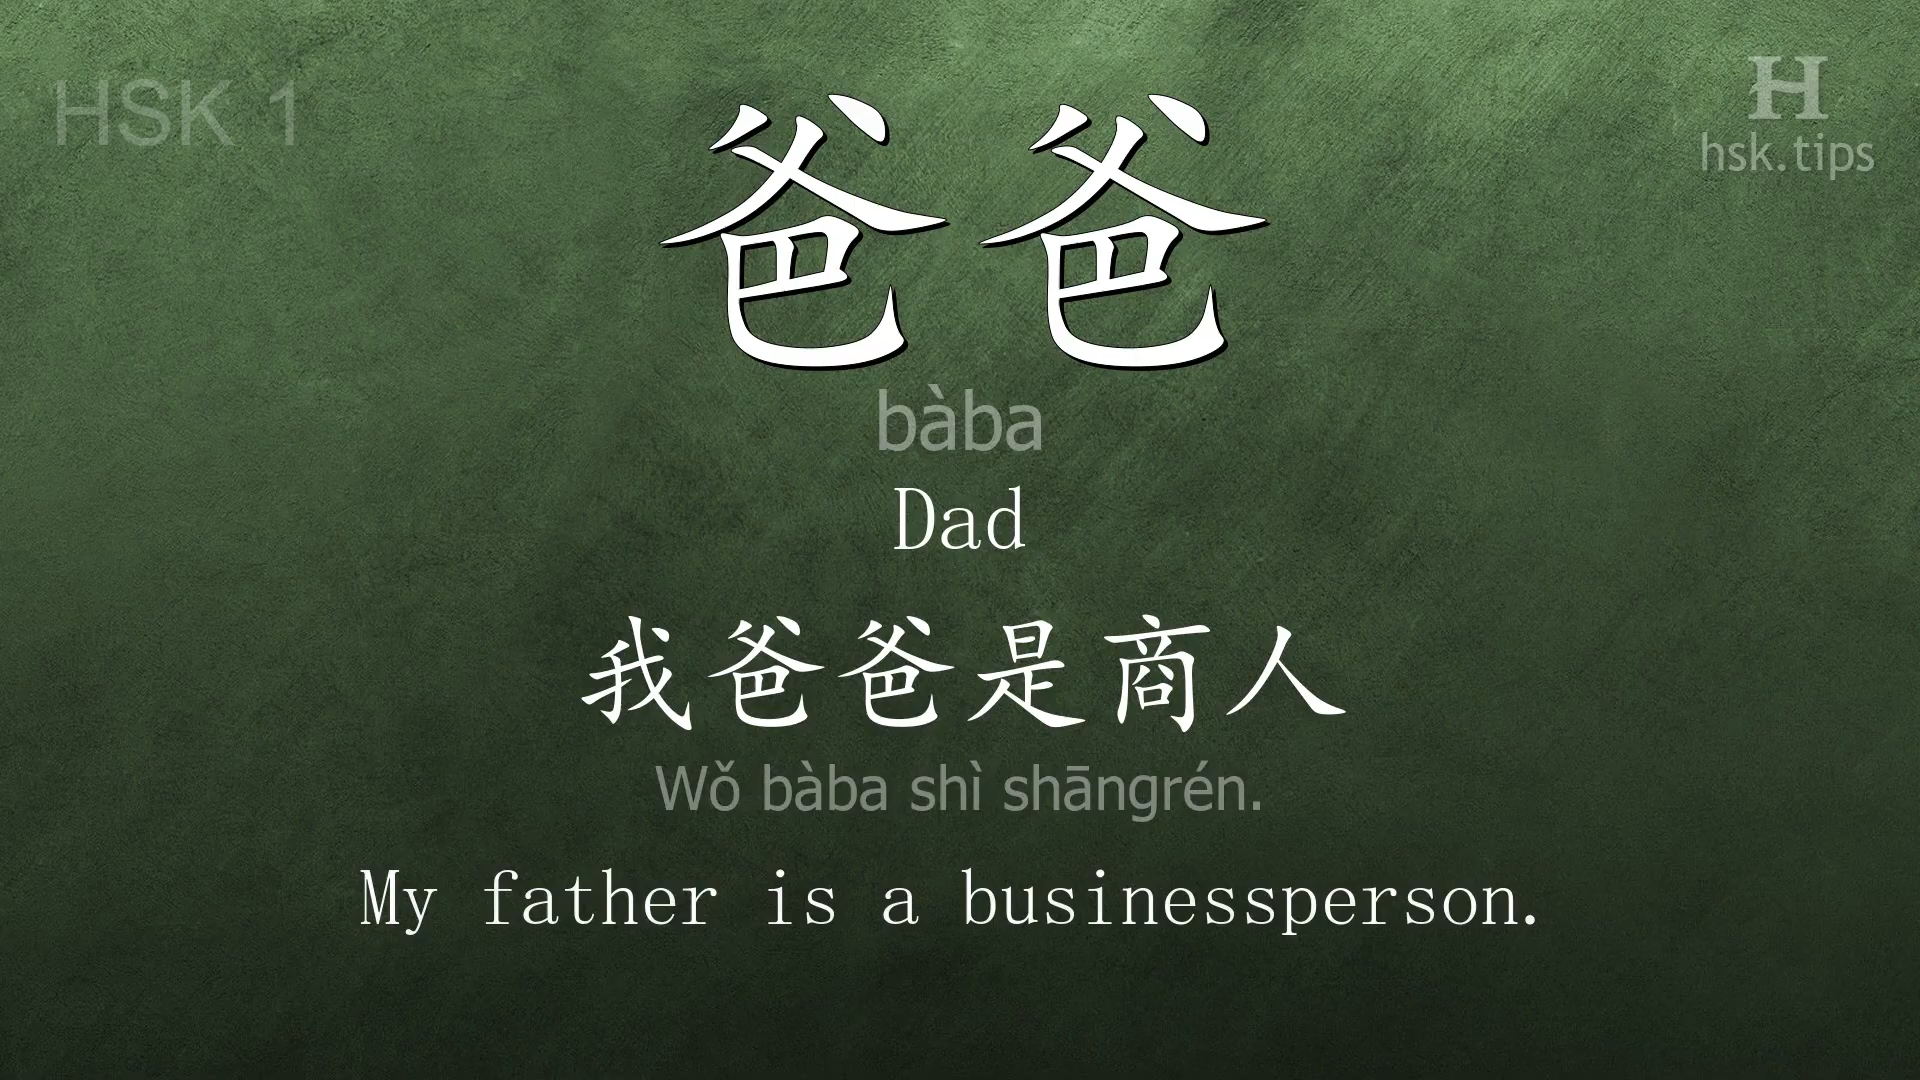 HSK 1
H
hsk.tips
爸爸
bàba
Dad
我爸爸是商人
Wǒ bàba shì shāngrén.
My father is a businessperson.